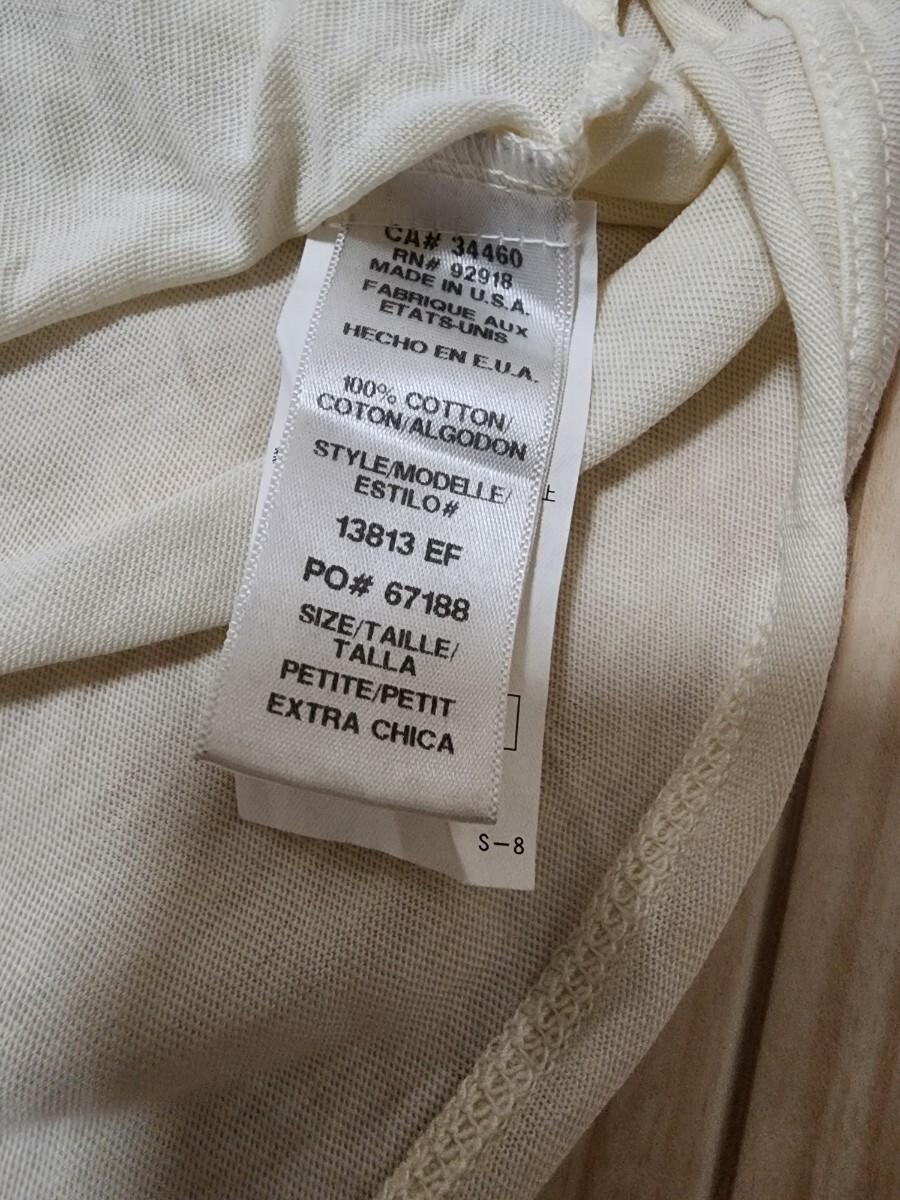 CA# 34460
RN# 92918
MADE IN U.S.A.
FABRIQUE AUX
ETATS-UNIS
HECHO EN E.U.A.
100% COTTON/
COTON/ALGODON
STYLE/MODELLE/
ESTILO#
13813 EF
PO# 67188
SIZE/TAILLE/
TALLA
PETITE/PETIT
EXTRA CHICA
上
S-8